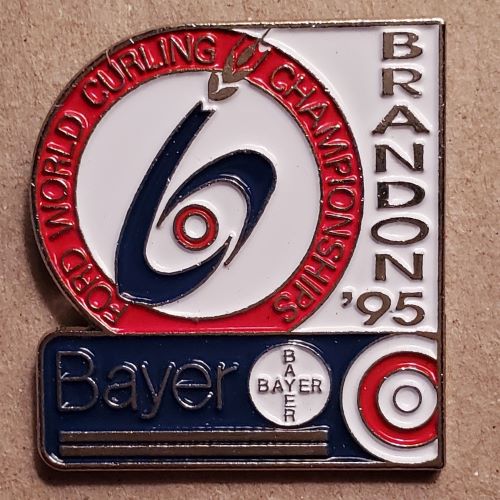 FORD WORLD CURLING CHAMPIONSHIPS
BRANDON '95
Bayer
BAYER
BAYER